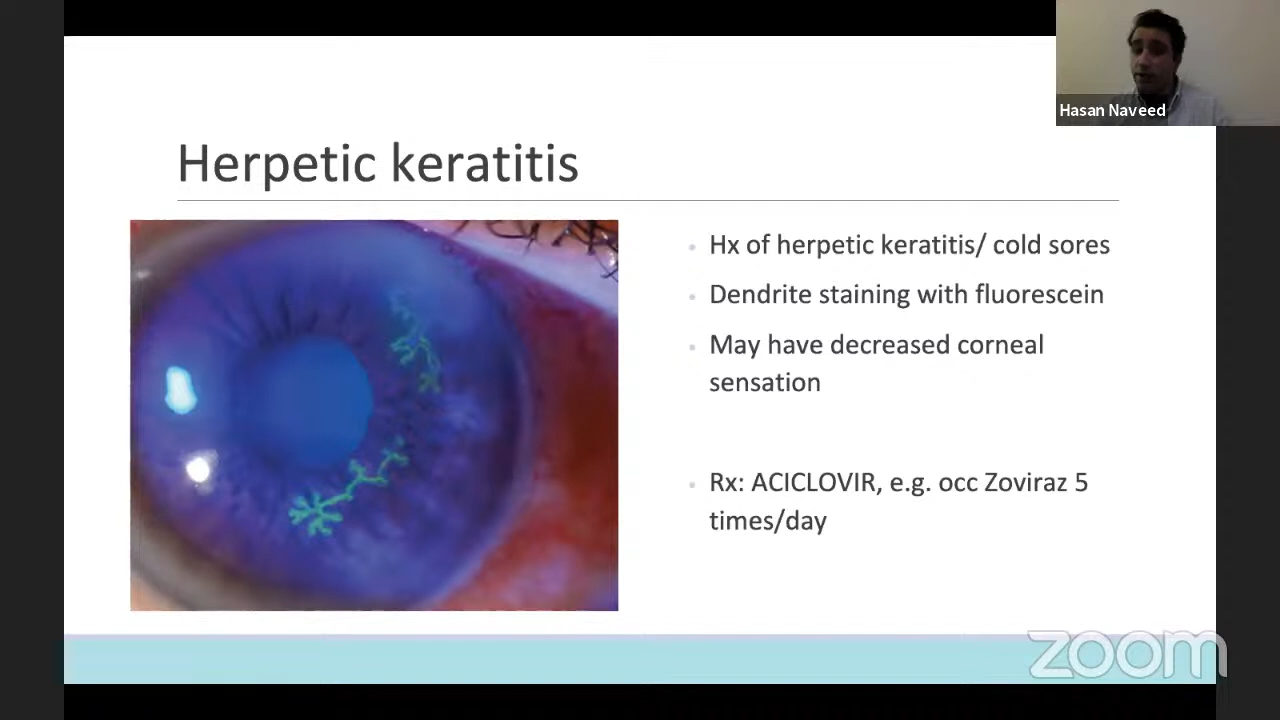 Hasan Naveed
Herpetic keratitis
Hx of herpetic keratitis/ cold sores
Dendrite staining with fluorescein
May have decreased corneal
sensation
Rx: ACICLOVIR, e.g. occ Zoviraz 5
times/day
zoom